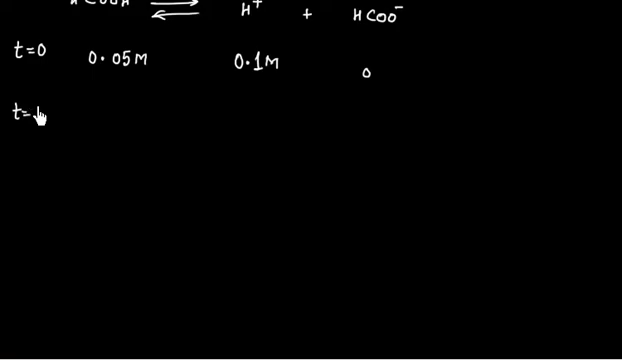 HCOOH ⇌ H⁺ + HCOO⁻
t=0 0.05M 0.1M 0
t=